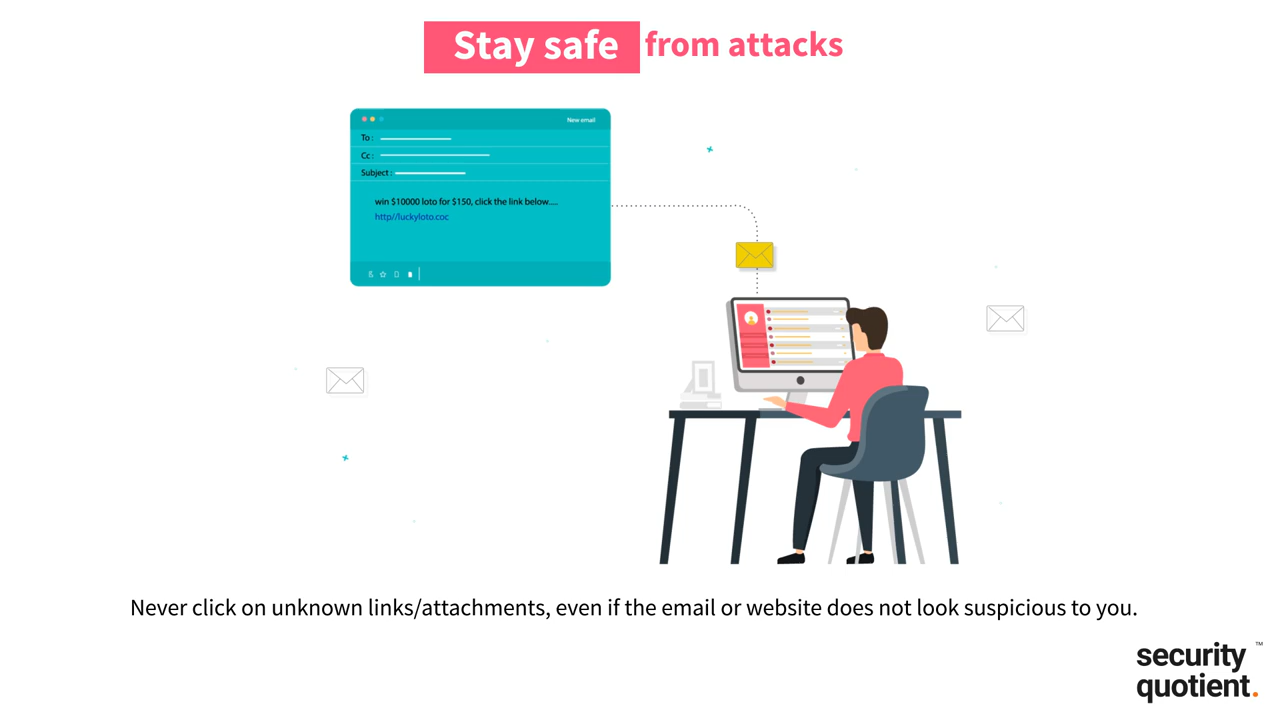 Stay safe from attacks
New email
To :
Cc :
Subject :
win $10000 loto for $150, click the link below.....
http//luckyloto.coc
Never click on unknown links/attachments, even if the email or website does not look suspicious to you.
security ™
quotient.